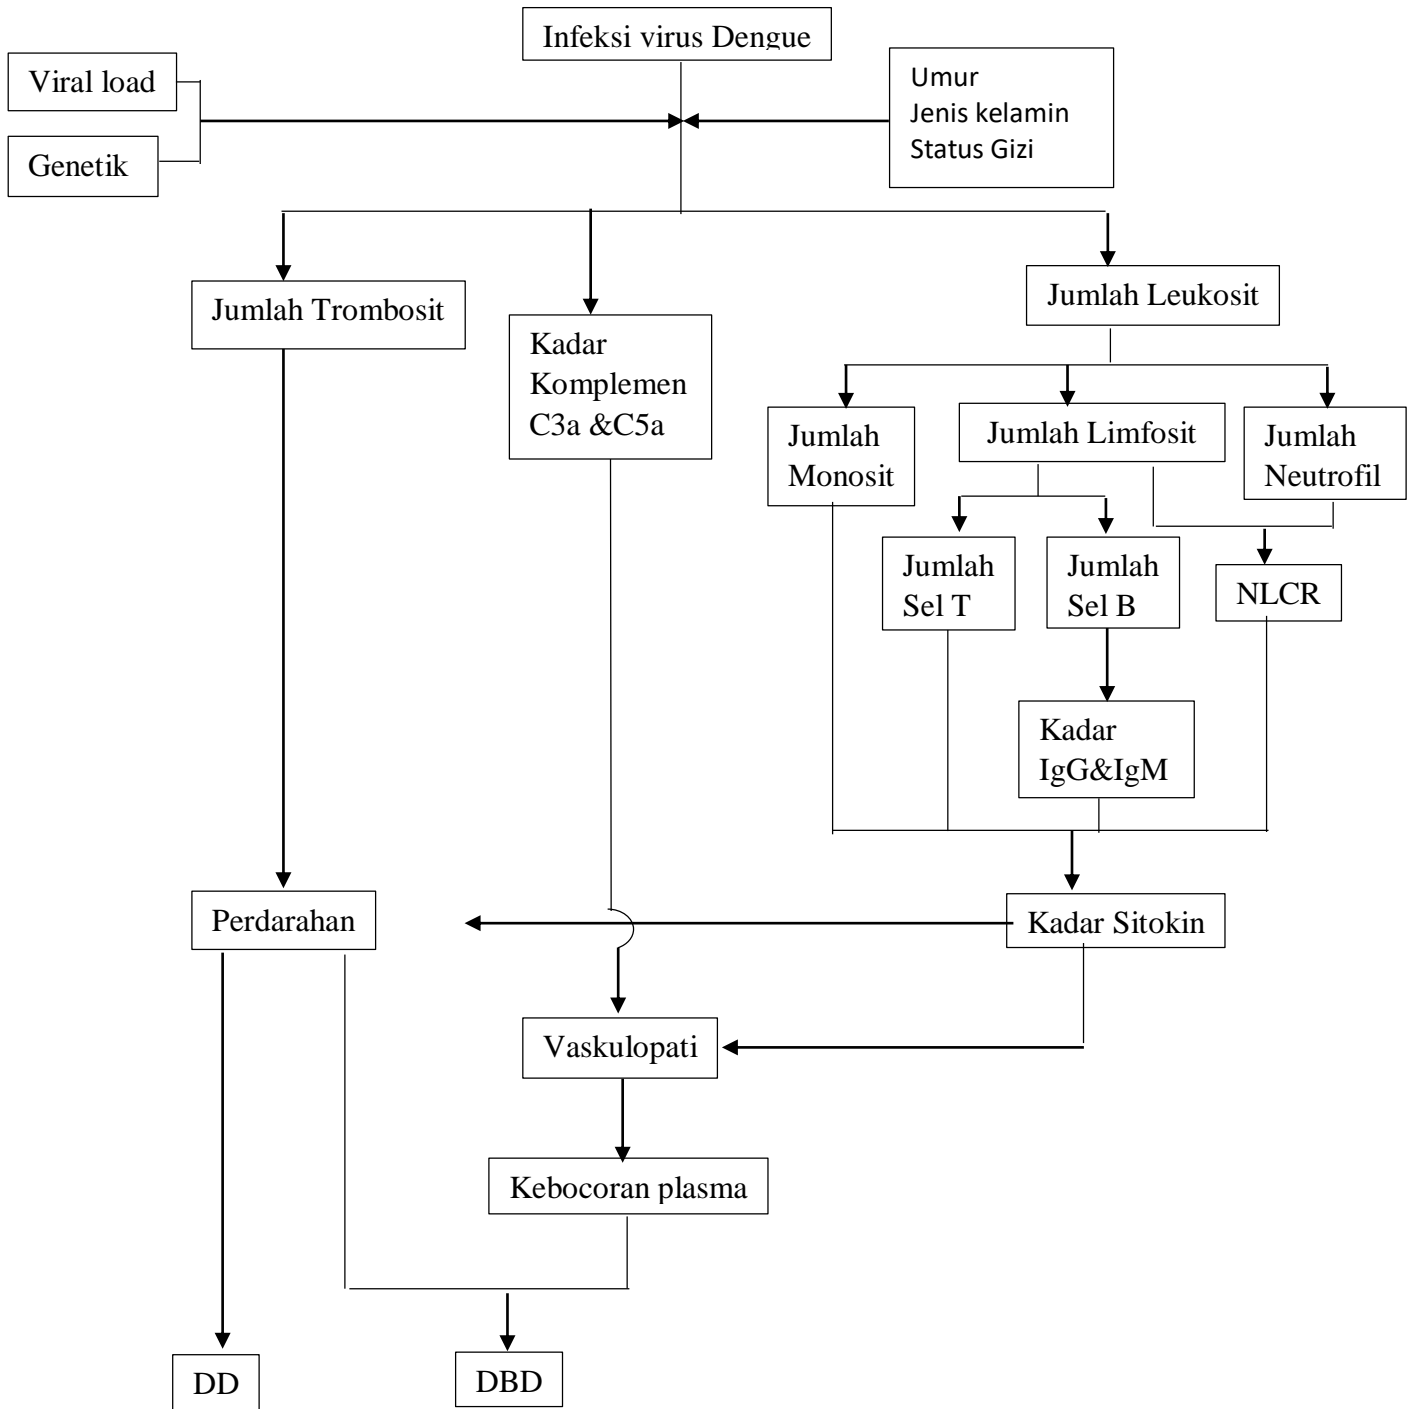 Infeksi virus Dengue
Viral load
Umur
Jenis kelamin
Status Gizi
Genetik
Jumlah Trombosit
Kadar
Komplemen
C3a &C5a
Jumlah Leukosit
Jumlah
Monosit
Jumlah Limfosit
Jumlah
Neutrofil
Jumlah
Sel T
Jumlah
Sel B
NLCR
Kadar
IgG&IgM
Perdarahan
Kadar Sitokin
Vaskulopati
Kebocoran plasma
DD
DBD